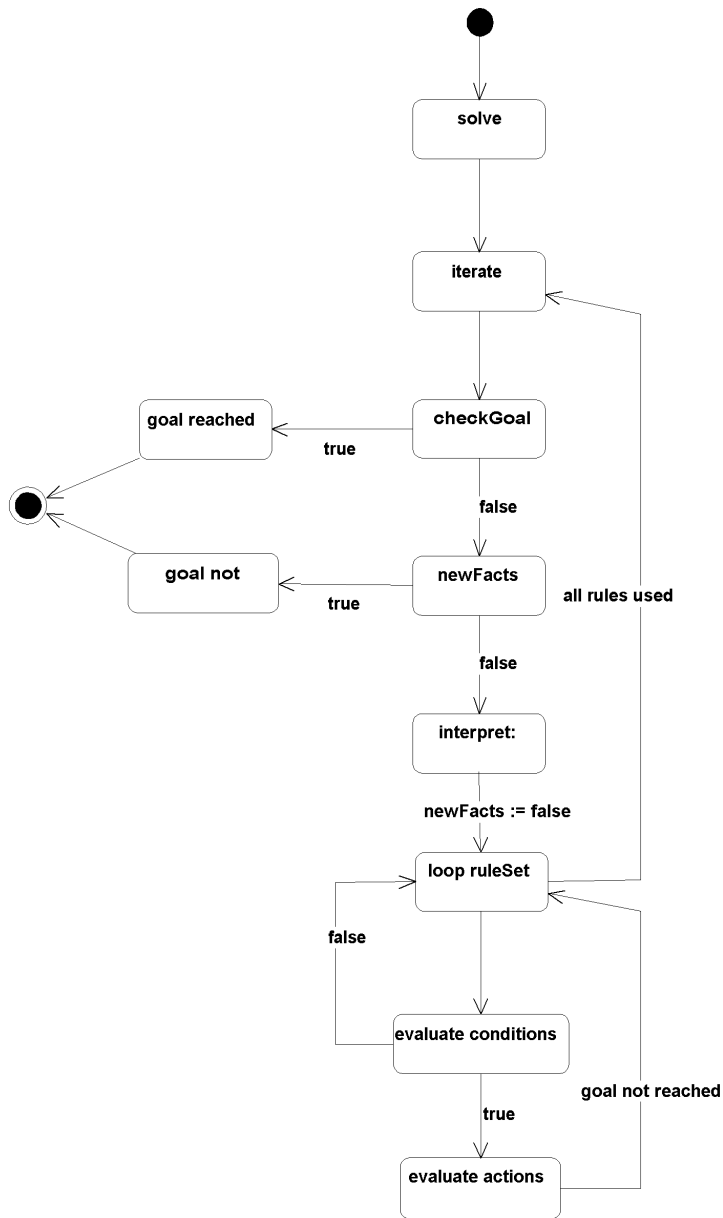 solve
iterate
goal reached
checkGoal
true
false
goal not
newFacts
true
all rules used
false
interpret:
newFacts := false
loop ruleSet
false
evaluate conditions
goal not reached
true
evaluate actions